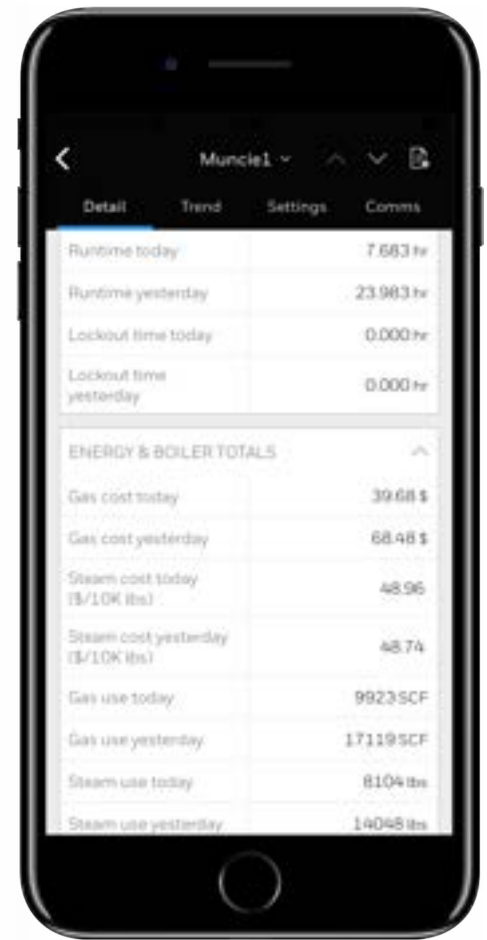 Muncie1
Detail Trend Settings Comms
Runtime today 7.683 hr
Runtime yesterday 23.983 hr
Lockout time today 0.000 hr
Lockout time
yesterday 0.000 hr
ENERGY & BOILER TOTALS
Gas cost today 39.68 $
Gas cost yesterday 68.48 $
Steam cost today
($/10K lbs) 48.96
Steam cost yesterday
($/10K lbs) 48.74
Gas use today 9923 SCF
Gas use yesterday 17119 SCF
Steam use today 8104 lbs
Steam use yesterday 14048 lbs